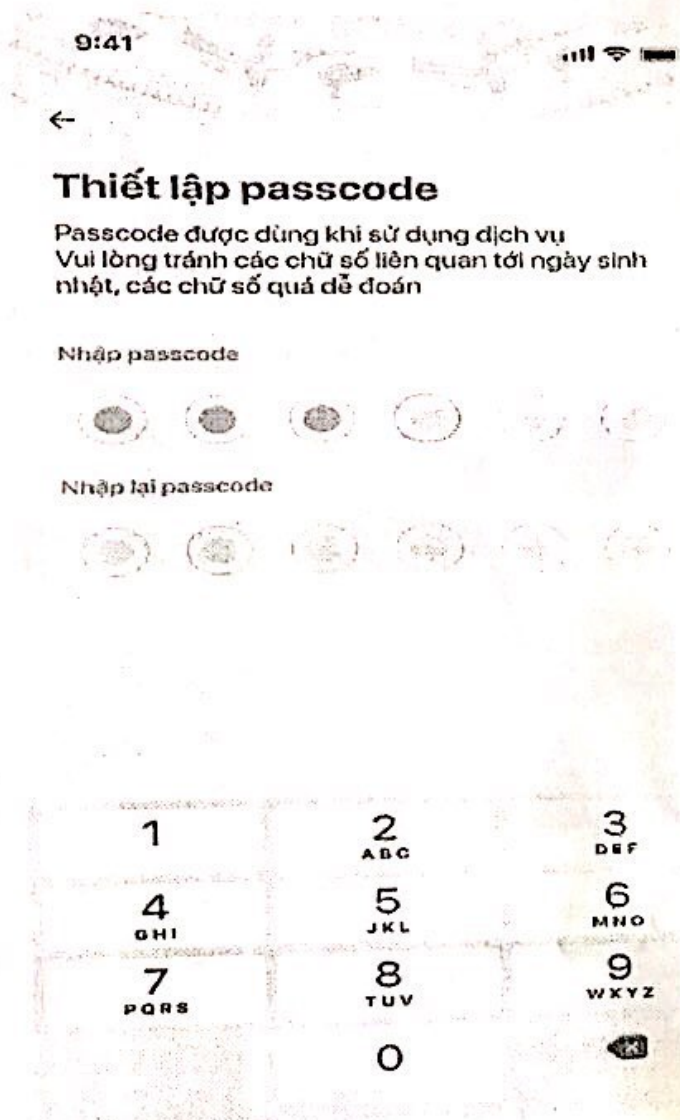 9:41
Thiết lập passcode
Passcode được dùng khi sử dụng dịch vụ
Vui lòng tránh các chữ số liên quan tới ngày sinh
nhật, các chữ số quá dễ đoán
Nhập passcode
Nhập lại passcode
1 2 3
ABC DEF
4 5 6
GHI JKL MNO
7 8 9
PQRS TUV WXYZ
0